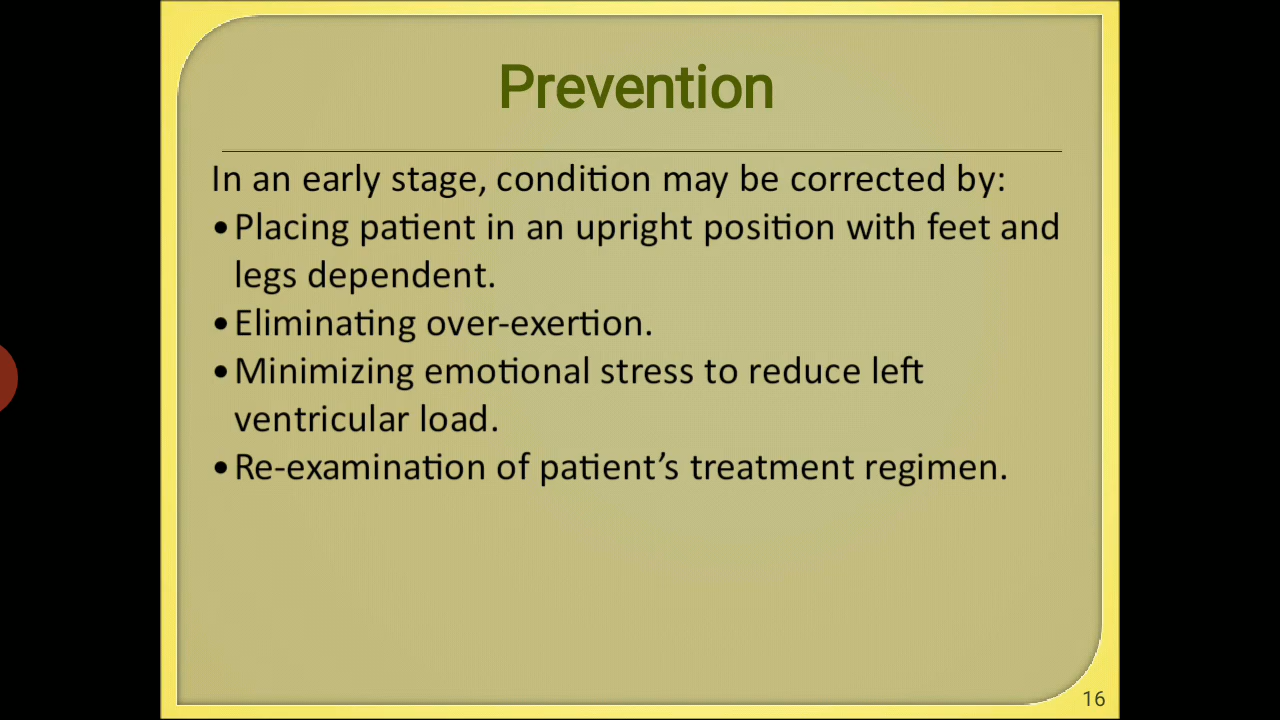 Prevention
In an early stage, condition may be corrected by:
•Placing patient in an upright position with feet and
legs dependent.
•Eliminating over-exertion.
•Minimizing emotional stress to reduce left
ventricular load.
•Re-examination of patient’s treatment regimen.
16